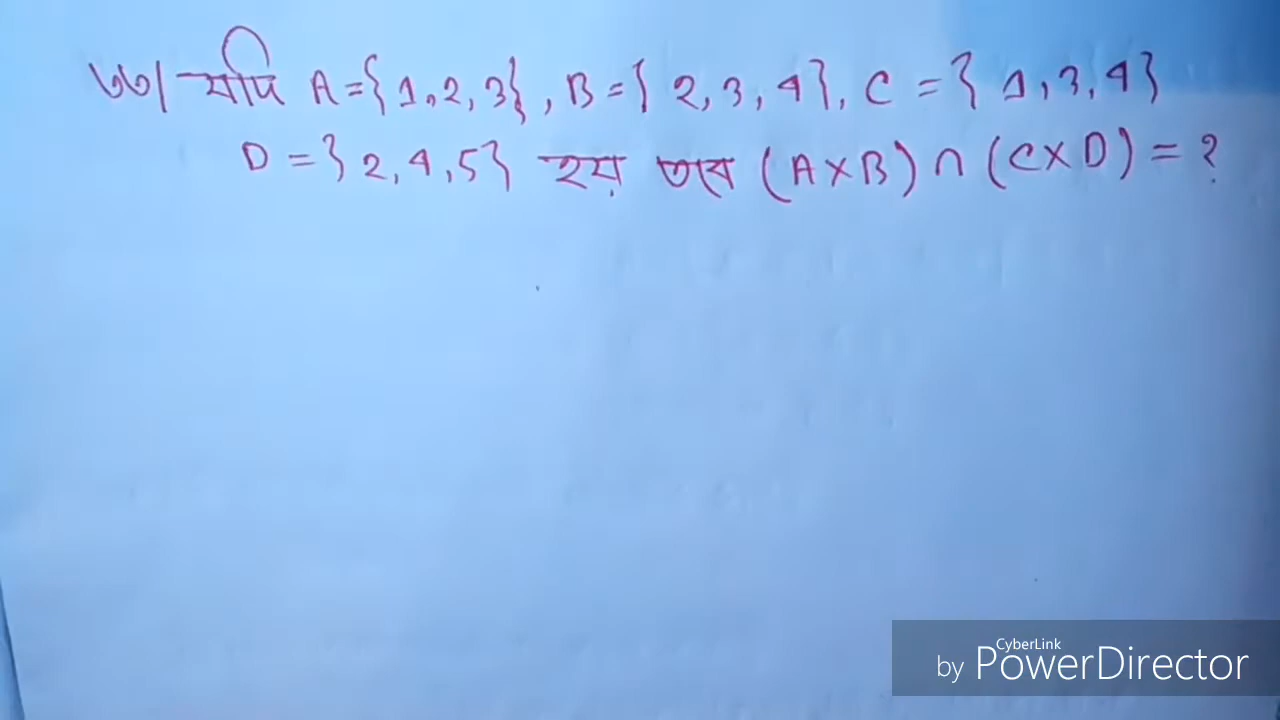 ৩৩। যদি A={1,2,3}, B={2,3,4}, C={1,3,4}
D={2,4,5} হয় তবে (A×B)∩(C×D)=?
CyberLink
by PowerDirector